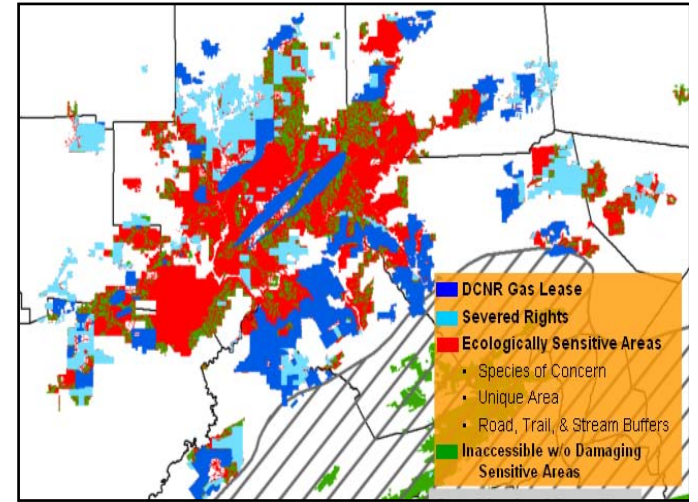 DCNR Gas Lease
Severed Rights
Ecologically Sensitive Areas
• Species of Concern
• Unique Area
• Road, Trail, & Stream Buffers
Inaccessible w/o Damaging
Sensitive Areas